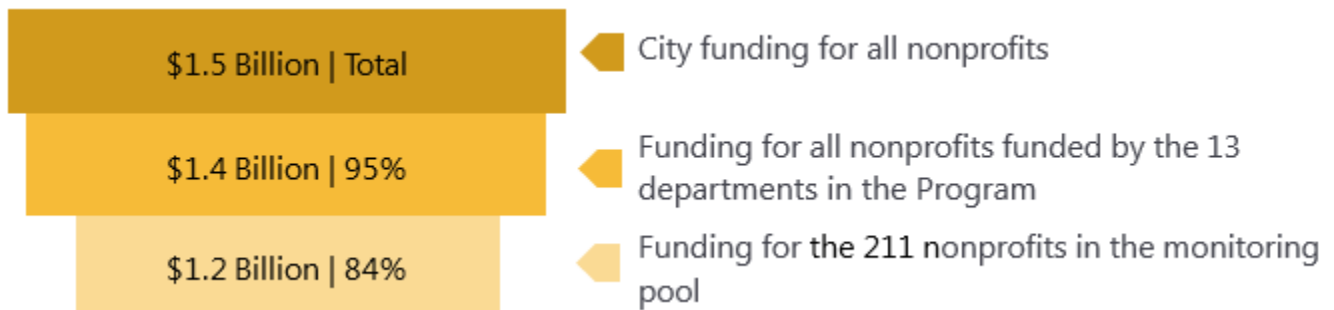 $1.5 Billion | Total
City funding for all nonprofits
$1.4 Billion | 95%
Funding for all nonprofits funded by the 13
departments in the Program
$1.2 Billion | 84%
Funding for the 211 nonprofits in the monitoring
pool